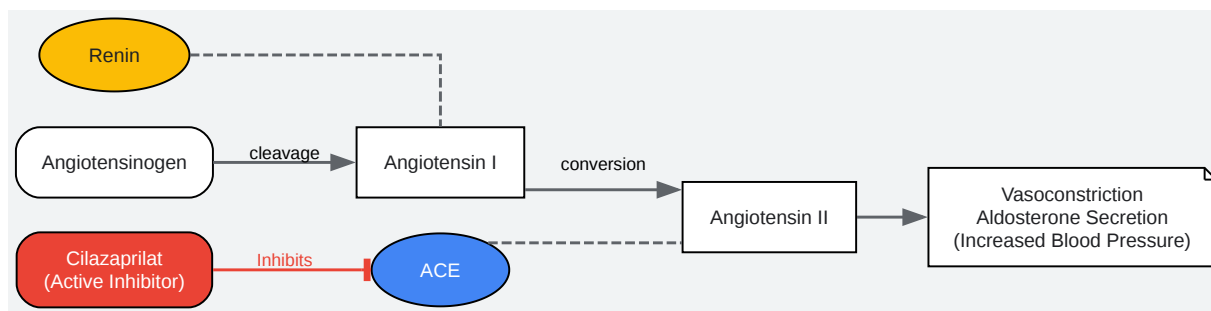 Renin
Angiotensinogen
cleavage
Angiotensin I
conversion
Angiotensin II
Vasoconstriction
Aldosterone Secretion
(Increased Blood Pressure)
Cilazaprilat
(Active Inhibitor)
Inhibits
ACE